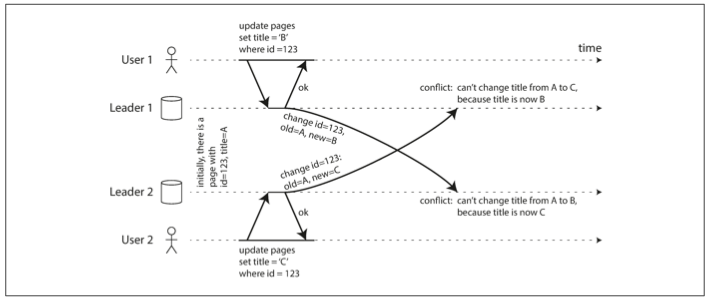 update pages
set title = 'B'
where id =123
time
User 1
ok
conflict: can't change title from A to C,
because title is now B
Leader 1
change id=123,
old=A, new=B
initially, there is a
page with
id=123, title=A
change id=123:
old=A, new=C
Leader 2
conflict: can't change title from A to B,
because title is now C
ok
User 2
update pages
set title = 'C'
where id = 123